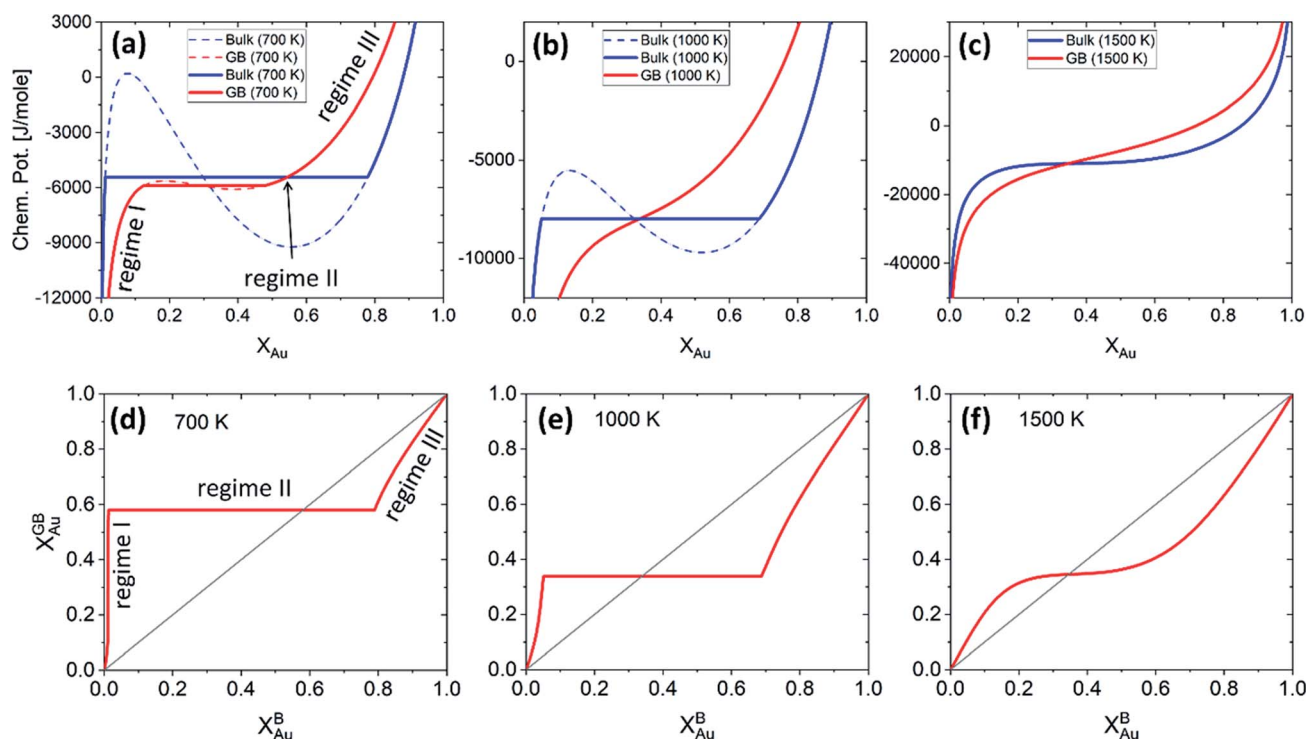 (a)
Bulk (700 K)
GB (700 K)
Bulk (700 K)
GB (700 K)
regime III
regime I
regime II
Chem. Pot. [J/mole]
3000
0
-3000
-6000
-9000
-12000
0.0 0.2 0.4 0.6 0.8 1.0
X_Au
(b)
Bulk (1000 K)
Bulk (1000 K)
GB (1000 K)
0
-5000
-10000
0.0 0.2 0.4 0.6 0.8 1.0
X_Au
(c)
Bulk (1500 K)
GB (1500 K)
20000
0
-20000
-40000
0.0 0.2 0.4 0.6 0.8 1.0
X_Au
(d) 700 K
regime II
regime I
regime III
X_Au^GB
1.0
0.8
0.6
0.4
0.2
0.0
0.0 0.2 0.4 0.6 0.8 1.0
X_Au^B
(e) 1000 K
1.0
0.8
0.6
0.4
0.2
0.0
0.0 0.2 0.4 0.6 0.8 1.0
X_Au^B
(f) 1500 K
1.0
0.8
0.6
0.4
0.2
0.0
0.0 0.2 0.4 0.6 0.8 1.0
X_Au^B